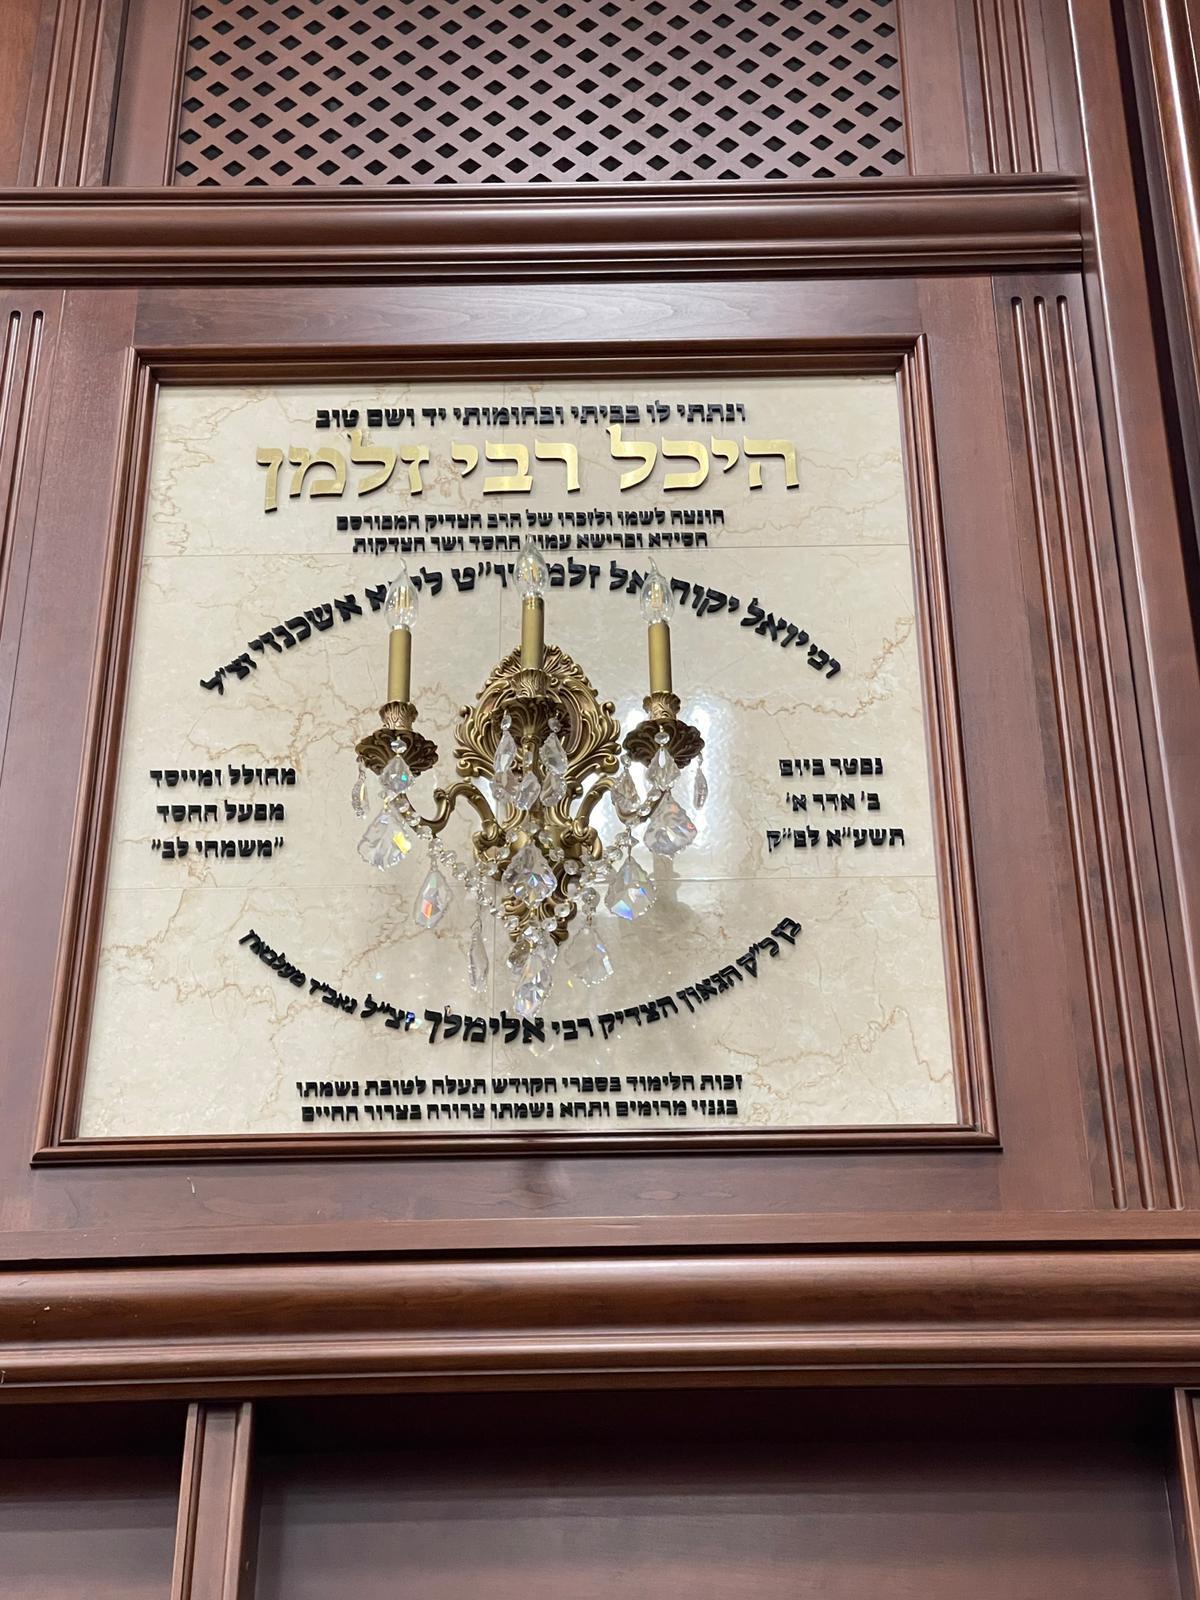 ונתתי לו בביתי ובחומותי יד ושם טוב
היכל רבי זלמן
הונצח לשמו ולזכרו של הרב הצדיק המפורסם
חסידא ופרישא עמוד החסד ושר הצדקות
רבי יואל יקותיאל זלמן ליפא אשכנזי זצ"ל
נפטר ביום
ב' אדר א'
תשע"א לפ"ק
מחולל ומייסד
מפעל החסד
"משמחי לב"
בן כ"ק הגאון הצדיק רבי אלימלך זצ"ל גאב"ד מעלבארן
זכות הלימוד בספרי הקודש תעלה לטובת נשמתו
בגנזי מרומים ותהא נשמתו צרורה בצרור החיים